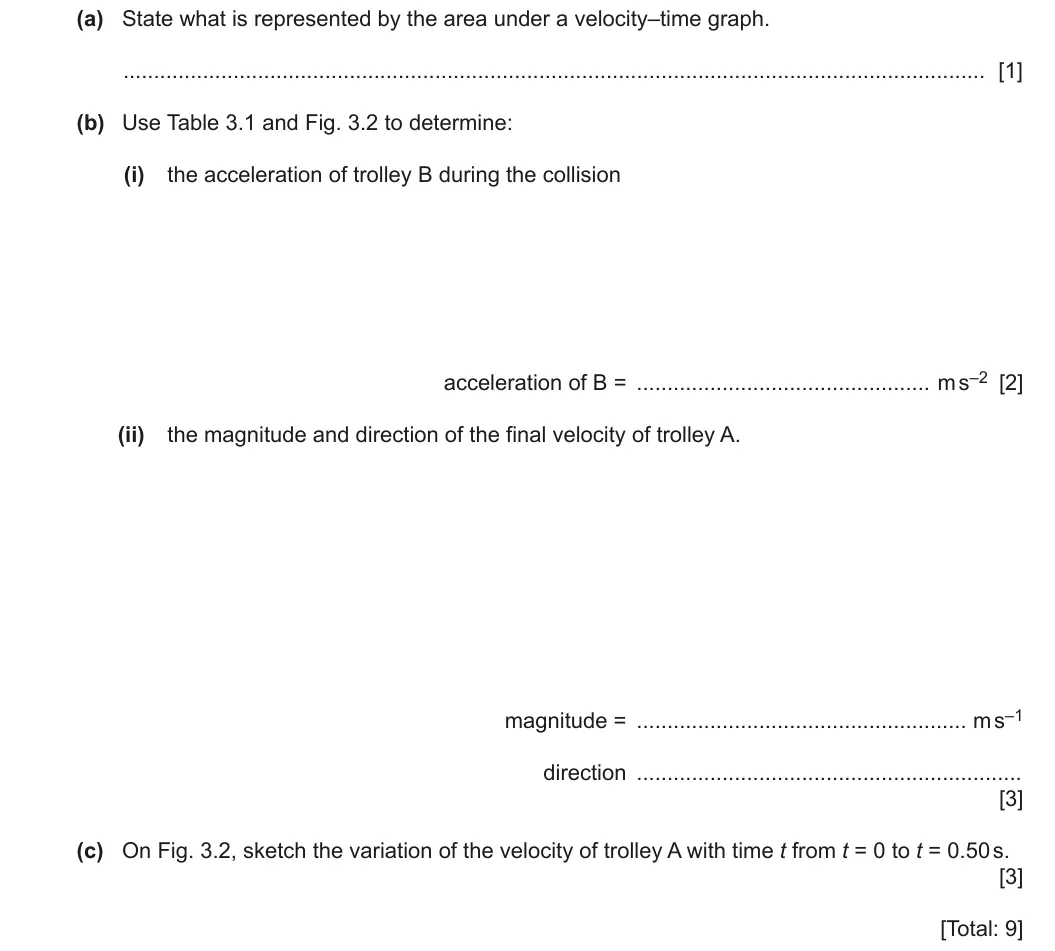 (a) State what is represented by the area under a velocity–time graph.
............................................................................................................................................. [1]
(b) Use Table 3.1 and Fig. 3.2 to determine:
(i) the acceleration of trolley B during the collision
acceleration of B = ................................................ m s–2 [2]
(ii) the magnitude and direction of the final velocity of trolley A.
magnitude = ...................................................... m s–1
direction ...............................................................
[3]
(c) On Fig. 3.2, sketch the variation of the velocity of trolley A with time t from t = 0 to t = 0.50 s.
[3]
[Total: 9]